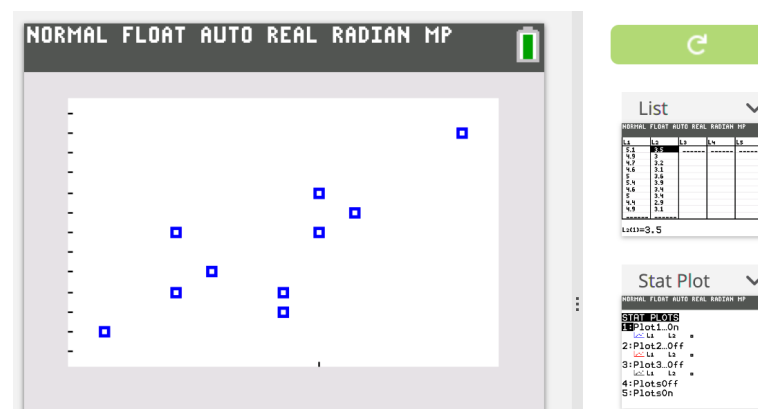 NORMAL FLOAT AUTO REAL RADIAN MP
List
NORMAL FLOAT AUTO REAL RADIAN MP
L1 L2 L3 L4 L5
5.1 3.5 ------ ------ ------
4.9 3
4.7 3.2
4.6 3.1
5 3.6
5.4 3.9
4.6 3.4
5 3.4
4.4 2.9
4.9 3.1
------ ------
L2(1)=3.5
Stat Plot
NORMAL FLOAT AUTO REAL RADIAN MP
STAT PLOTS
1:Plot1…On
L1 L2
2:Plot2…Off
L1 L2
3:Plot3…Off
L1 L2
4:PlotsOff
5:PlotsOn